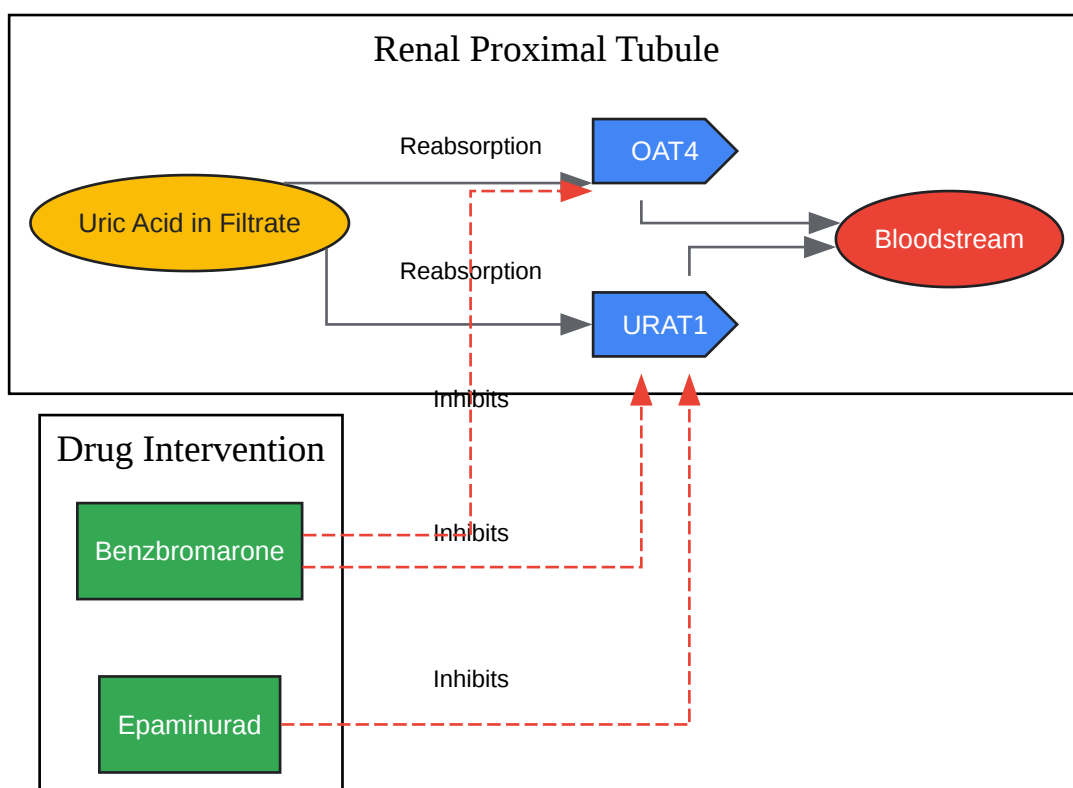 Renal Proximal Tubule
Reabsorption
OAT4
Uric Acid in Filtrate
Bloodstream
Reabsorption
URAT1
Inhibits
Drug Intervention
Inhibits
Benzbromarone
Inhibits
Epaminurad